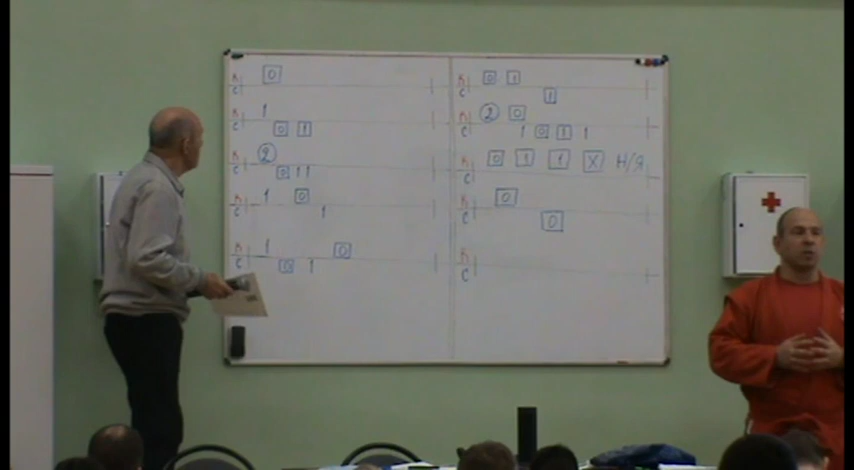 К 0
С
К 1
С 0 1
К 2
С 0 1 1
К 1 0
С 1
К 1 0
С 0 1
К 0 1
С 1
К 2 0
С 1 0 1 1
К 0 1 1 X Н/Я
С
К 0
С 0
К
С